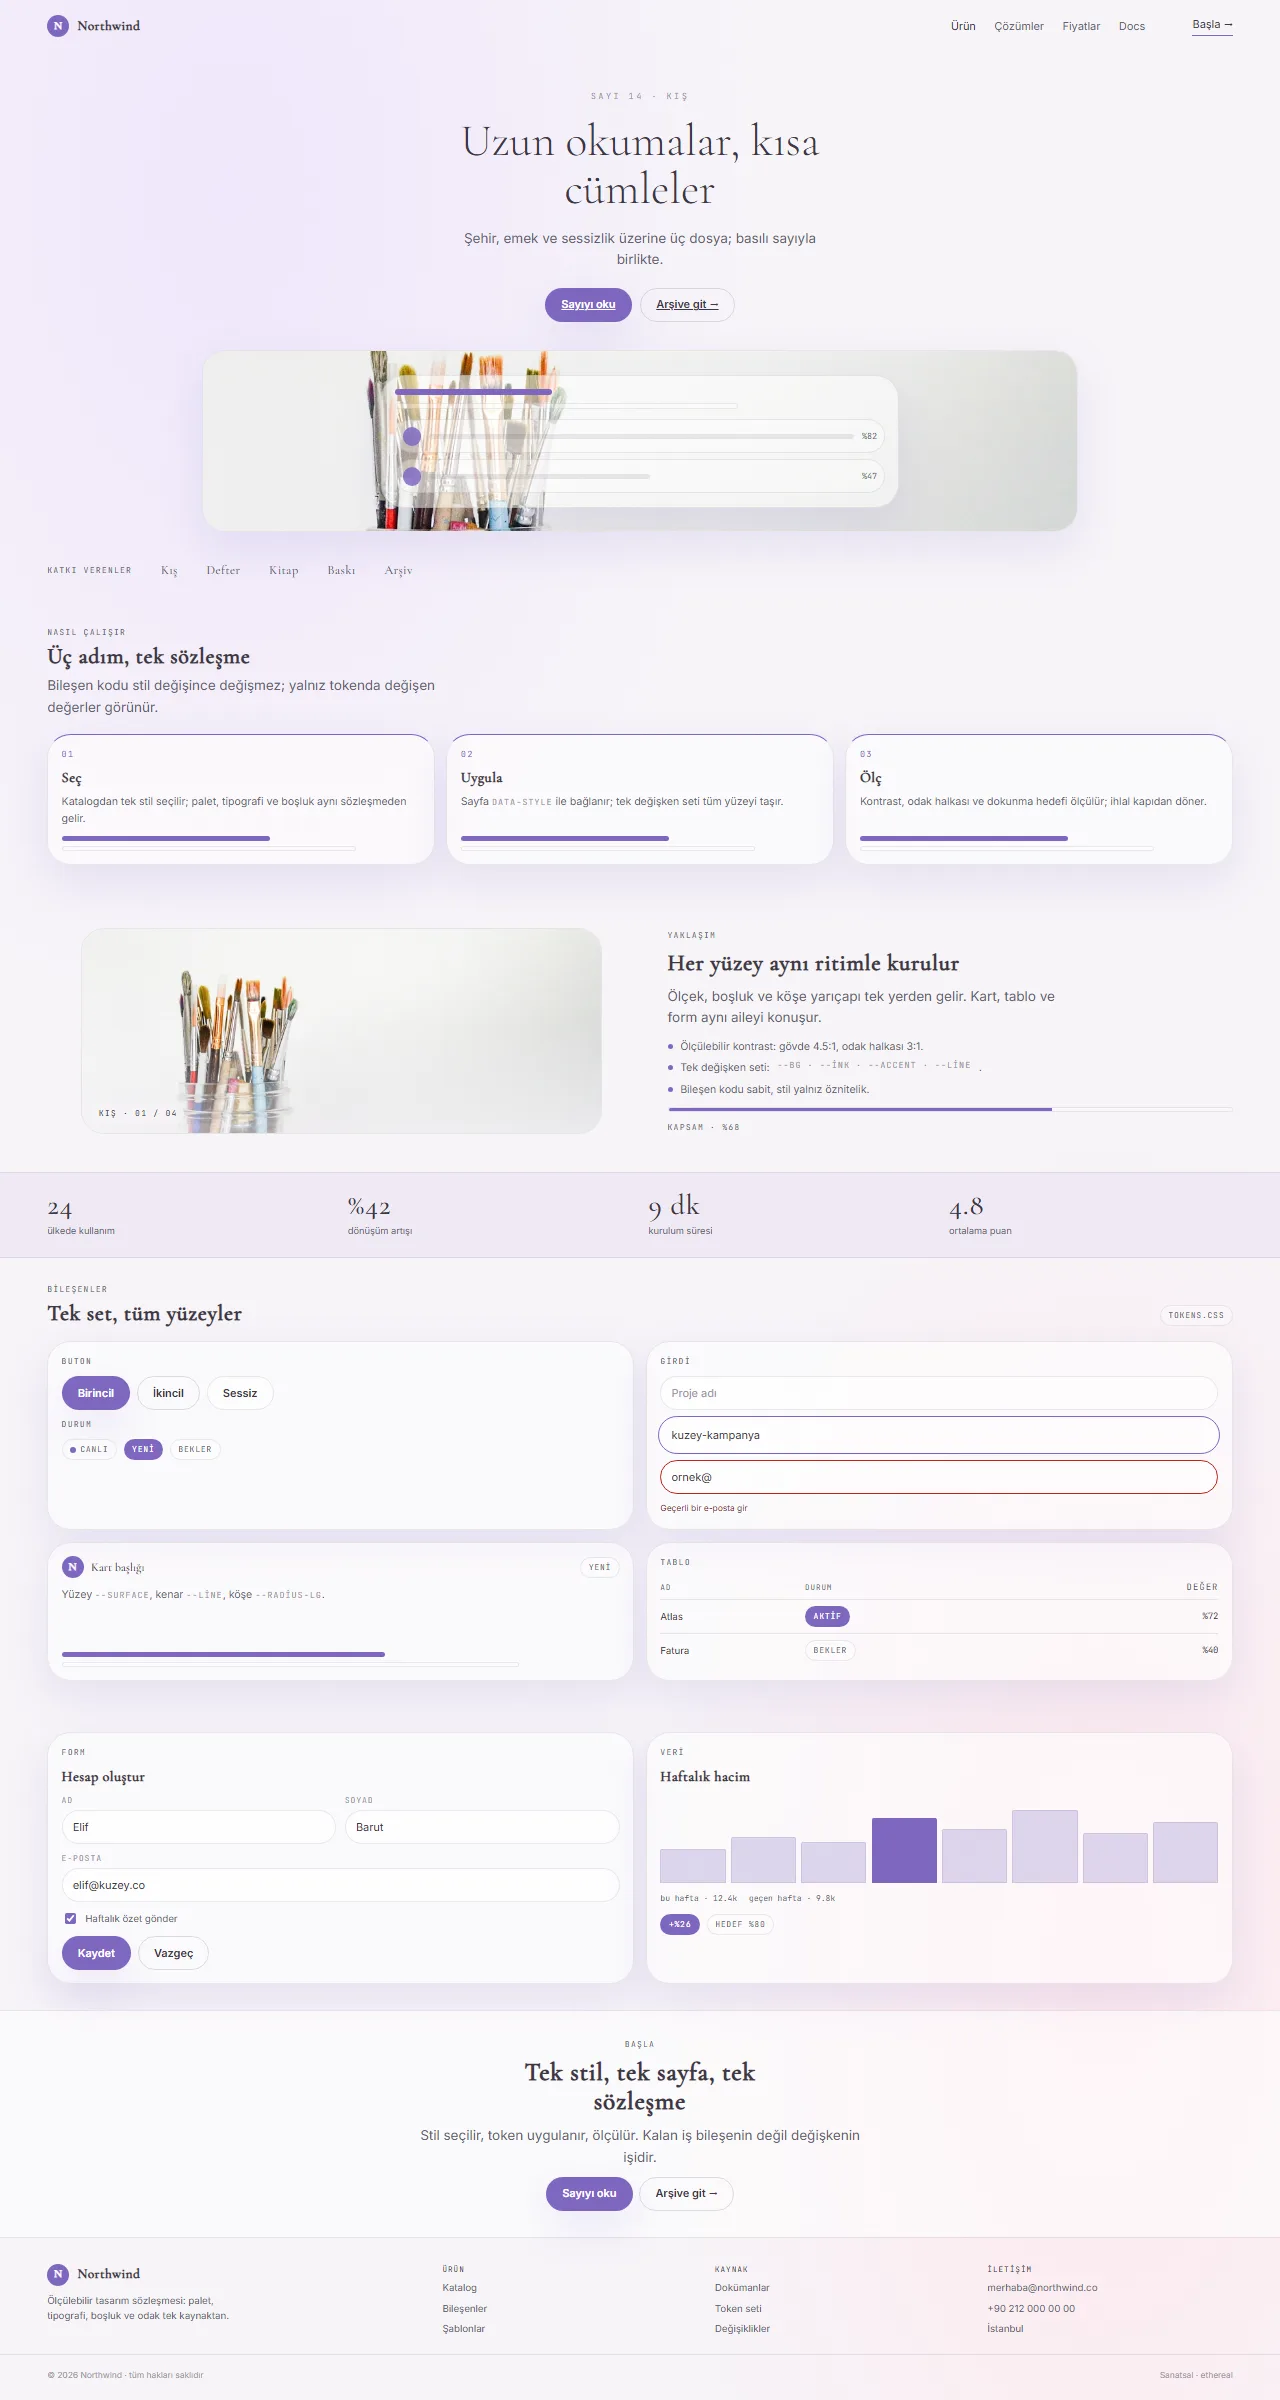 N Northwind
Ürün Çözümler Fiyatlar Docs Başla →
SAYI 14 · KIŞ
Uzun okumalar, kısa
cümleler
Şehir, emek ve sessizlik üzerine üç dosya; basılı sayıyla
birlikte.
Sayıyı oku Arşive git →
%82
%47
KATKI VERENLER Kış Defter Kitap Baskı Arşiv
NASIL ÇALIŞIR
Üç adım, tek sözleşme
Bileşen kodu stil değişince değişmez; yalnız tokenda değişen
değerler görünür.
01
Seç
Katalogdan tek stil seçilir; palet, tipografi ve boşluk aynı sözleşmeden
gelir.
02
Uygula
Sayfa DATA-STYLE ile bağlanır; tek değişken seti tüm yüzeyi taşır.
03
Ölç
Kontrast, odak halkası ve dokunma hedefi ölçülür; ihlal kapıdan döner.
KIŞ · 01 / 04
YAKLAŞIM
Her yüzey aynı ritimle kurulur
Ölçek, boşluk ve köşe yarıçapı tek yerden gelir. Kart, tablo ve
form aynı aileyi konuşur.
Ölçülebilir kontrast: gövde 4.5:1, odak halkası 3:1.
Tek değişken seti: --BG · --İNK · --ACCENT · --LİNE .
Bileşen kodu sabit, stil yalnız öznitelik.
KAPSAM · %68
24
ülkede kullanım
%42
dönüşüm artışı
9 dk
kurulum süresi
4.8
ortalama puan
BİLEŞENLER
Tek set, tüm yüzeyler
TOKENS.CSS
BUTON
Birincil İkincil Sessiz
DURUM
CANLI YENİ BEKLER
GİRDİ
Proje adı
kuzey-kampanya
ornek@
Geçerli bir e-posta gir
N Kart başlığı YENİ
Yüzey --SURFACE, kenar --LİNE, köşe --RADİUS-LG.
TABLO
AD DURUM DEĞER
Atlas AKTİF %72
Fatura BEKLER %40
FORM
Hesap oluştur
AD SOYAD
Elif Barut
E-POSTA
elif@kuzey.co
Haftalık özet gönder
Kaydet Vazgeç
VERİ
Haftalık hacim
bu hafta · 12.4k geçen hafta · 9.8k
+%26 HEDEF %80
BAŞLA
Tek stil, tek sayfa, tek
sözleşme
Stil seçilir, token uygulanır, ölçülür. Kalan iş bileşenin değil değişkenin
işidir.
Sayıyı oku Arşive git →
N Northwind
Ölçülebilir tasarım sözleşmesi: palet,
tipografi, boşluk ve odak tek kaynaktan.
ÜRÜN
Katalog
Bileşenler
Şablonlar
KAYNAK
Dokümanlar
Token seti
Değişiklikler
İLETİŞİM
merhaba@northwind.co
+90 212 000 00 00
İstanbul
© 2026 Northwind · tüm hakları saklıdır
Sanatsal · ethereal